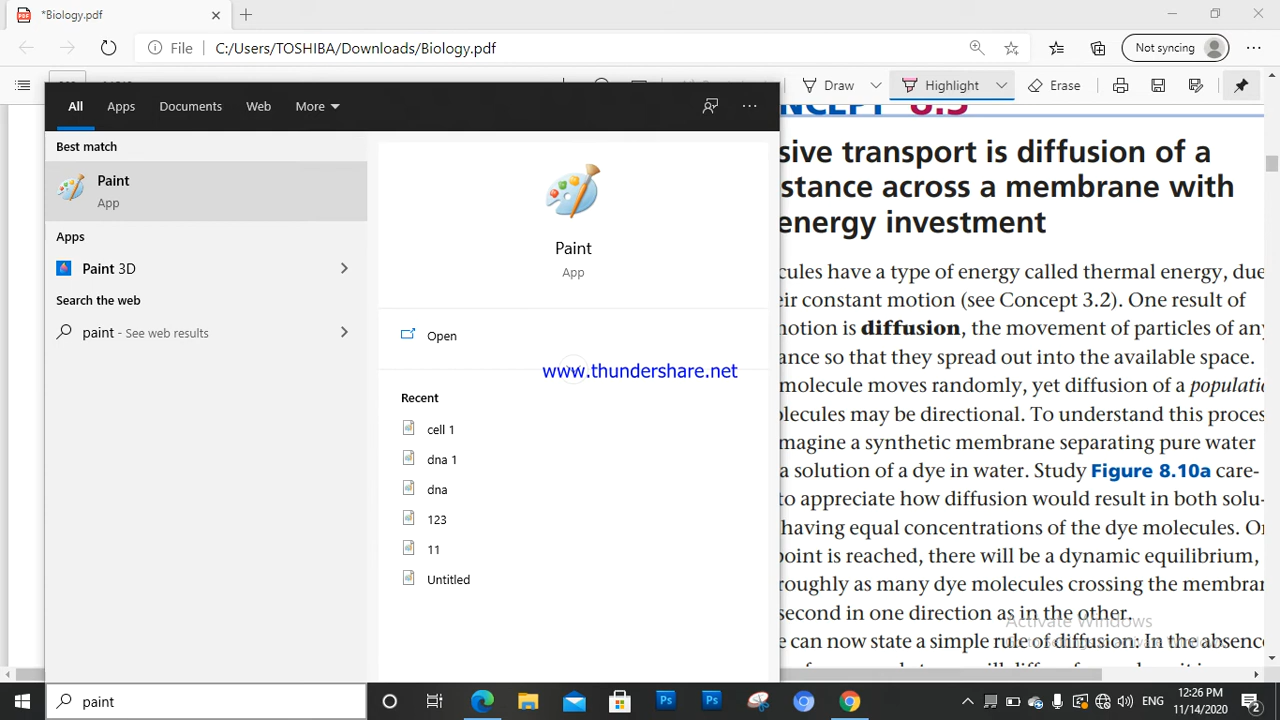 *Biology.pdf
File
C:/Users/TOSHIBA/Downloads/Biology.pdf
Not syncing
Draw
Highlight
Erase
All
Apps
Documents
Web
More
Best match
Paint
App
Apps
Paint 3D
Search the web
paint - See web results
Paint
App
Open
www.thundershare.net
Recent
cell 1
dna 1
dna
123
11
Untitled
sive transport is diffusion of a
stance across a membrane with
energy investment
cules have a type of energy called thermal energy, due
eir constant motion (see Concept 3.2). One result of
notion is diffusion, the movement of particles of any
ance so that they spread out into the available space.
molecule moves randomly, yet diffusion of a populatio
lecules may be directional. To understand this proces
magine a synthetic membrane separating pure water
a solution of a dye in water. Study Figure 8.10a care-
to appreciate how diffusion would result in both solu-
having equal concentrations of the dye molecules. On
point is reached, there will be a dynamic equilibrium,
roughly as many dye molecules crossing the membran
second in one direction as in the other.
Activate Windows
e can now state a simple rule of diffusion: In the absence
paint
Ps
Ps
ENG
12:26 PM
11/14/2020
2